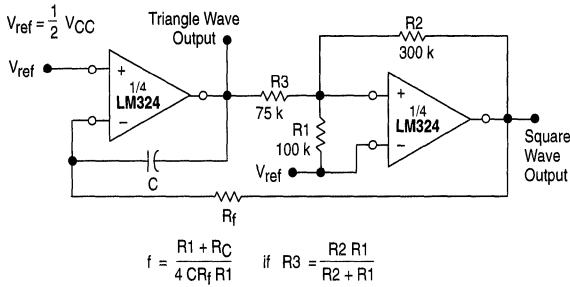 Vref = 1/2 VCC
Triangle Wave
Output
R2
300 k
Vref
+
1/4
LM324
−
R3
75 k
R1
100 k
+
1/4
LM324
−
Vref
Square
Wave
Output
C
Rf
f = R1 + RC / 4 CRf R1 if R3 = R2 R1 / R2 + R1